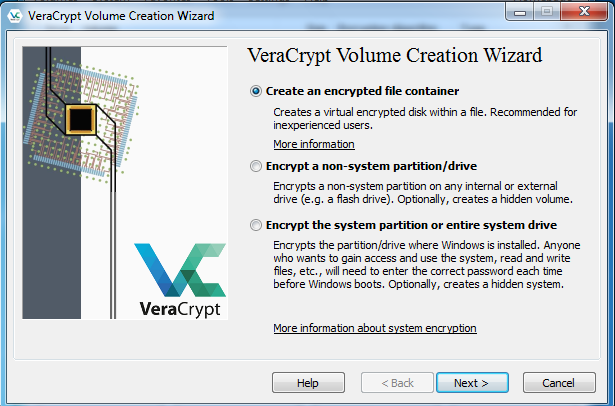 VeraCrypt Volume Creation Wizard
VeraCrypt Volume Creation Wizard
Create an encrypted file container
Creates a virtual encrypted disk within a file. Recommended for
inexperienced users.
More information
Encrypt a non-system partition/drive
Encrypts a non-system partition on any internal or external
drive (e.g. a flash drive). Optionally, creates a hidden volume.
Encrypt the system partition or entire system drive
Encrypts the partition/drive where Windows is installed. Anyone
who wants to gain access and use the system, read and write
files, etc., will need to enter the correct password each time
before Windows boots. Optionally, creates a hidden system.
More information about system encryption
VeraCrypt
Help
< Back
Next >
Cancel